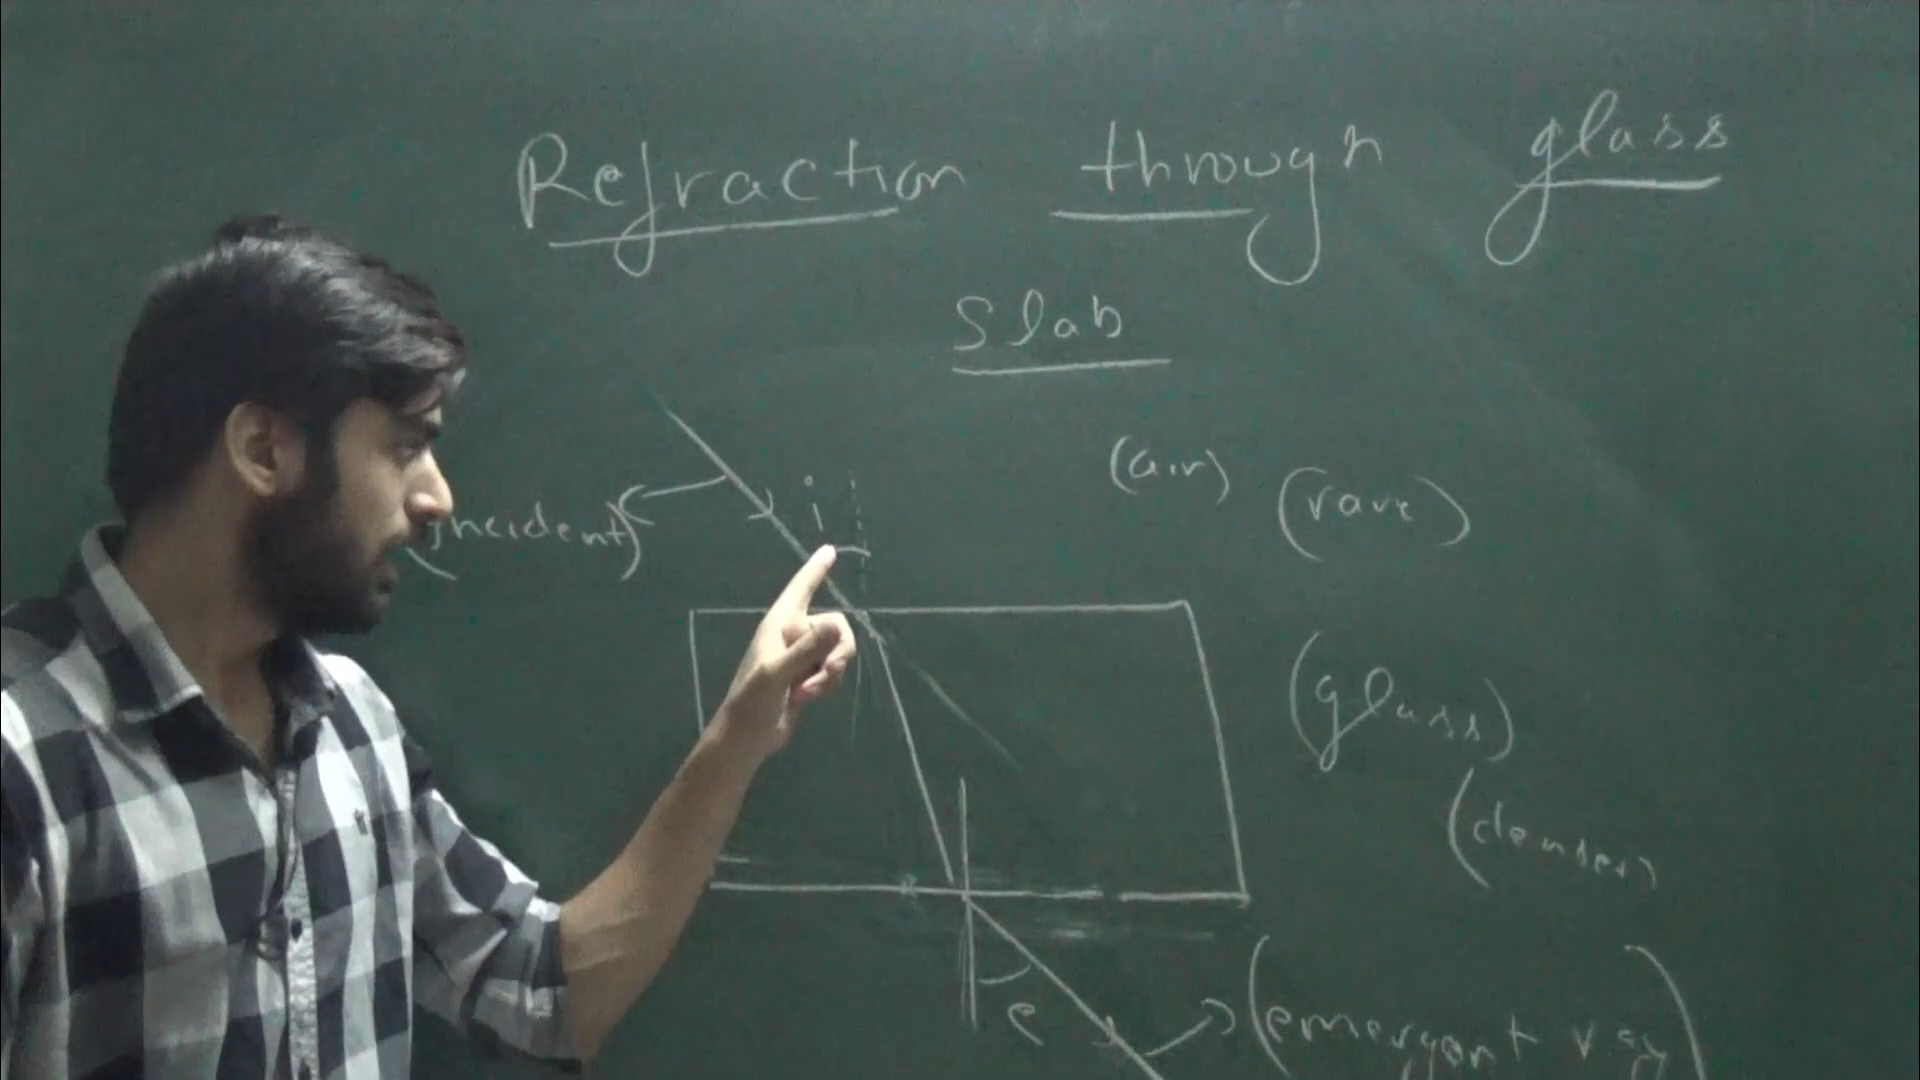 Refraction through glass
Slab
(air) (rare)
i
(incident)
(glass)
(denser)
e
(emergent ray)